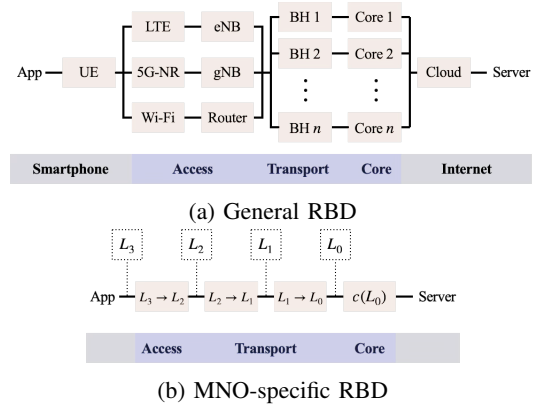 LTE eNB BH 1 Core 1
BH 2 Core 2
App UE 5G-NR gNB Cloud Server
Wi-Fi Router
BH n Core n
Smartphone Access Transport Core Internet
(a) General RBD
L₃ L₂ L₁ L₀
App L₃ → L₂ L₂ → L₁ L₁ → L₀ c(L₀) Server
Access Transport Core
(b) MNO-specific RBD